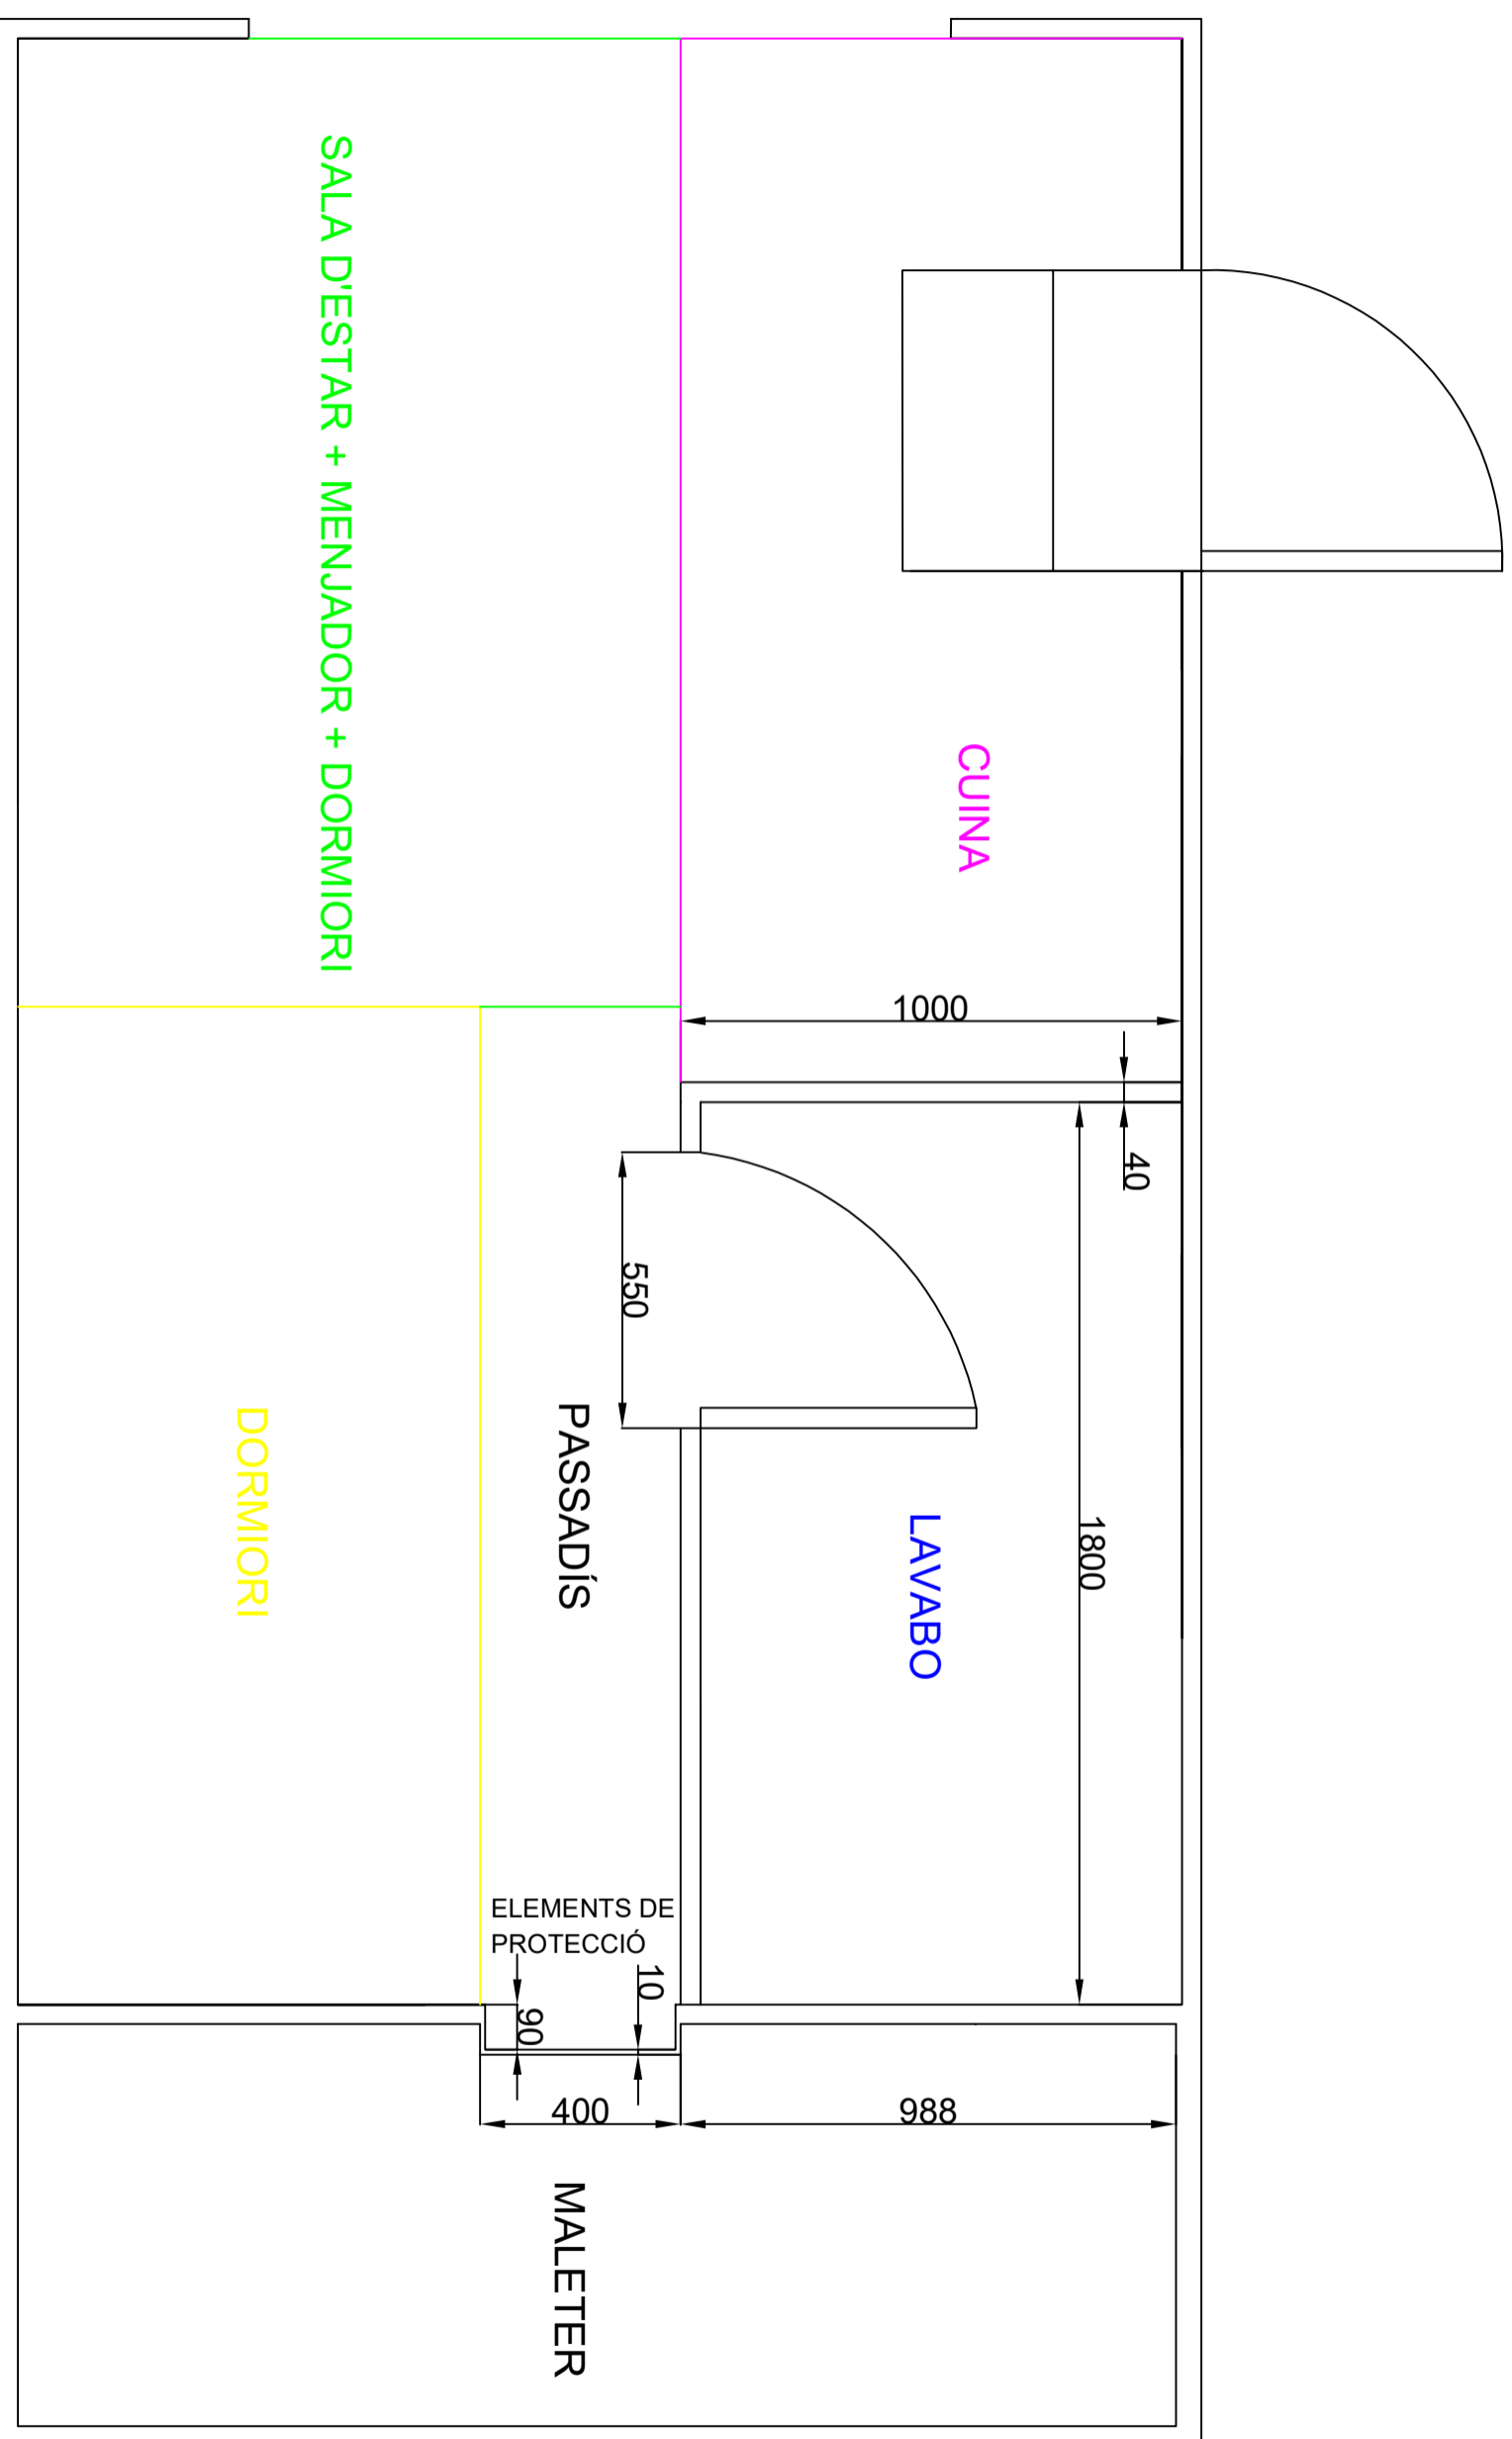 SALA D'ESTAR + MENJADOR + DORMIORI
CUINA
1000
40
550
1800
DORMIORI
PASSADÍS
LAVABO
ELEMENTS DE
PROTECCIÓ
10
90
400
988
MALETER